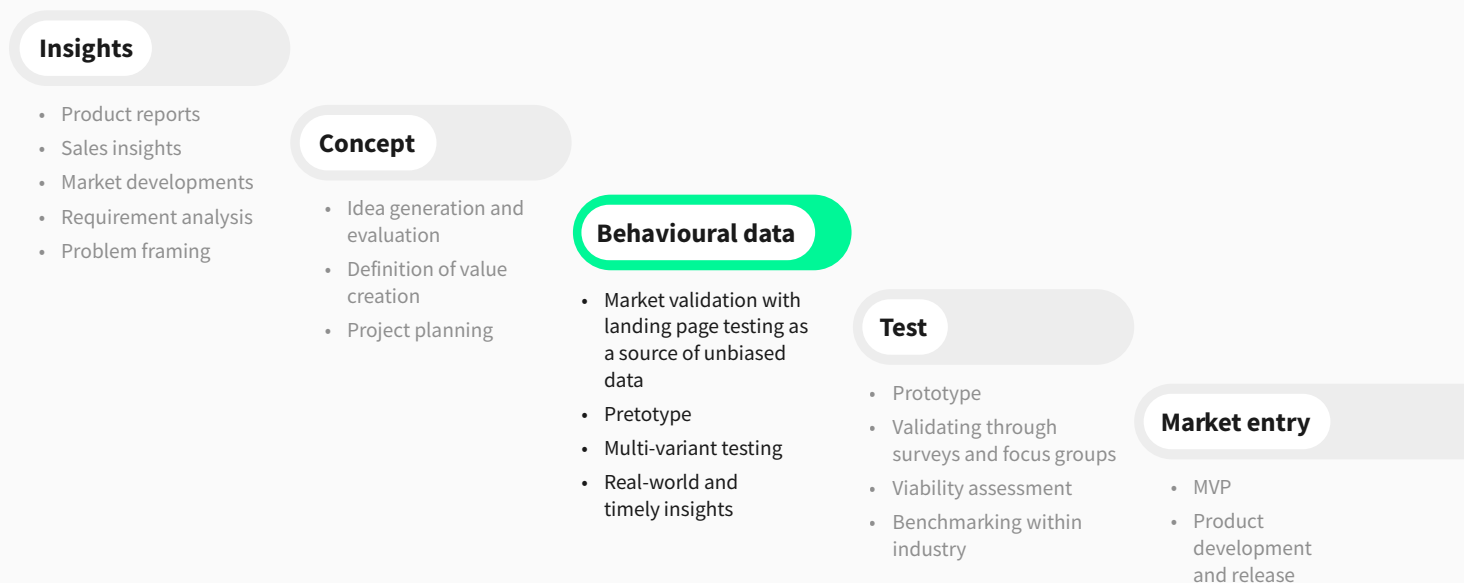 Insights
• Product reports
• Sales insights
• Market developments
• Requirement analysis
• Problem framing
Concept
• Idea generation and
evaluation
• Definition of value
creation
• Project planning
Behavioural data
• Market validation with
landing page testing as
a source of unbiased
data
• Pretotype
• Multi-variant testing
• Real-world and
timely insights
Test
• Prototype
• Validating through
surveys and focus groups
• Viability assessment
• Benchmarking within
industry
Market entry
• MVP
• Product
development
and release